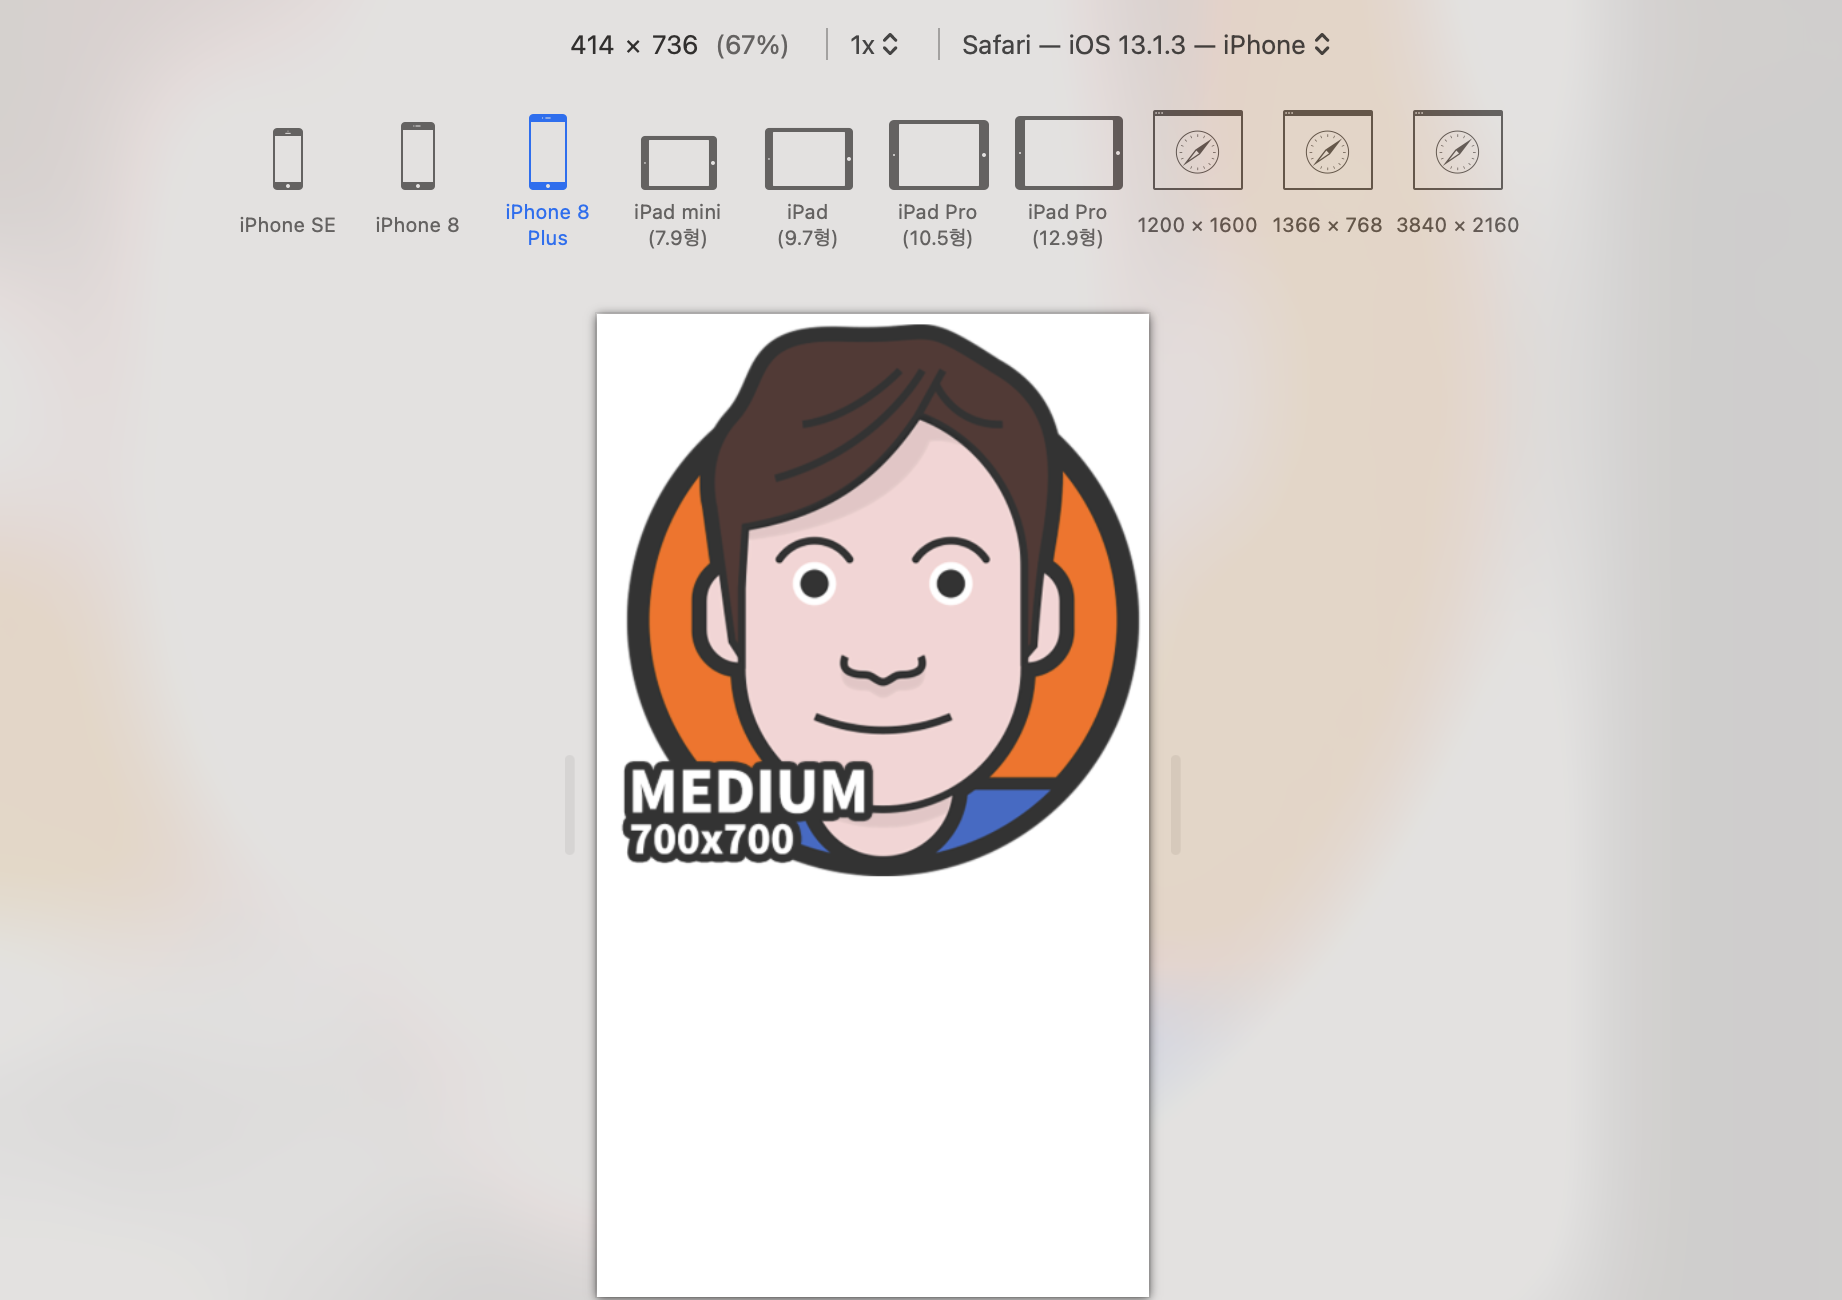 414 × 736 (67%) 1x Safari — iOS 13.1.3 — iPhone
iPhone SE
iPhone 8
iPhone 8
Plus
iPad mini
(7.9형)
iPad
(9.7형)
iPad Pro
(10.5형)
iPad Pro
(12.9형)
1200 × 1600
1366 × 768
3840 × 2160
MEDIUM
700x700